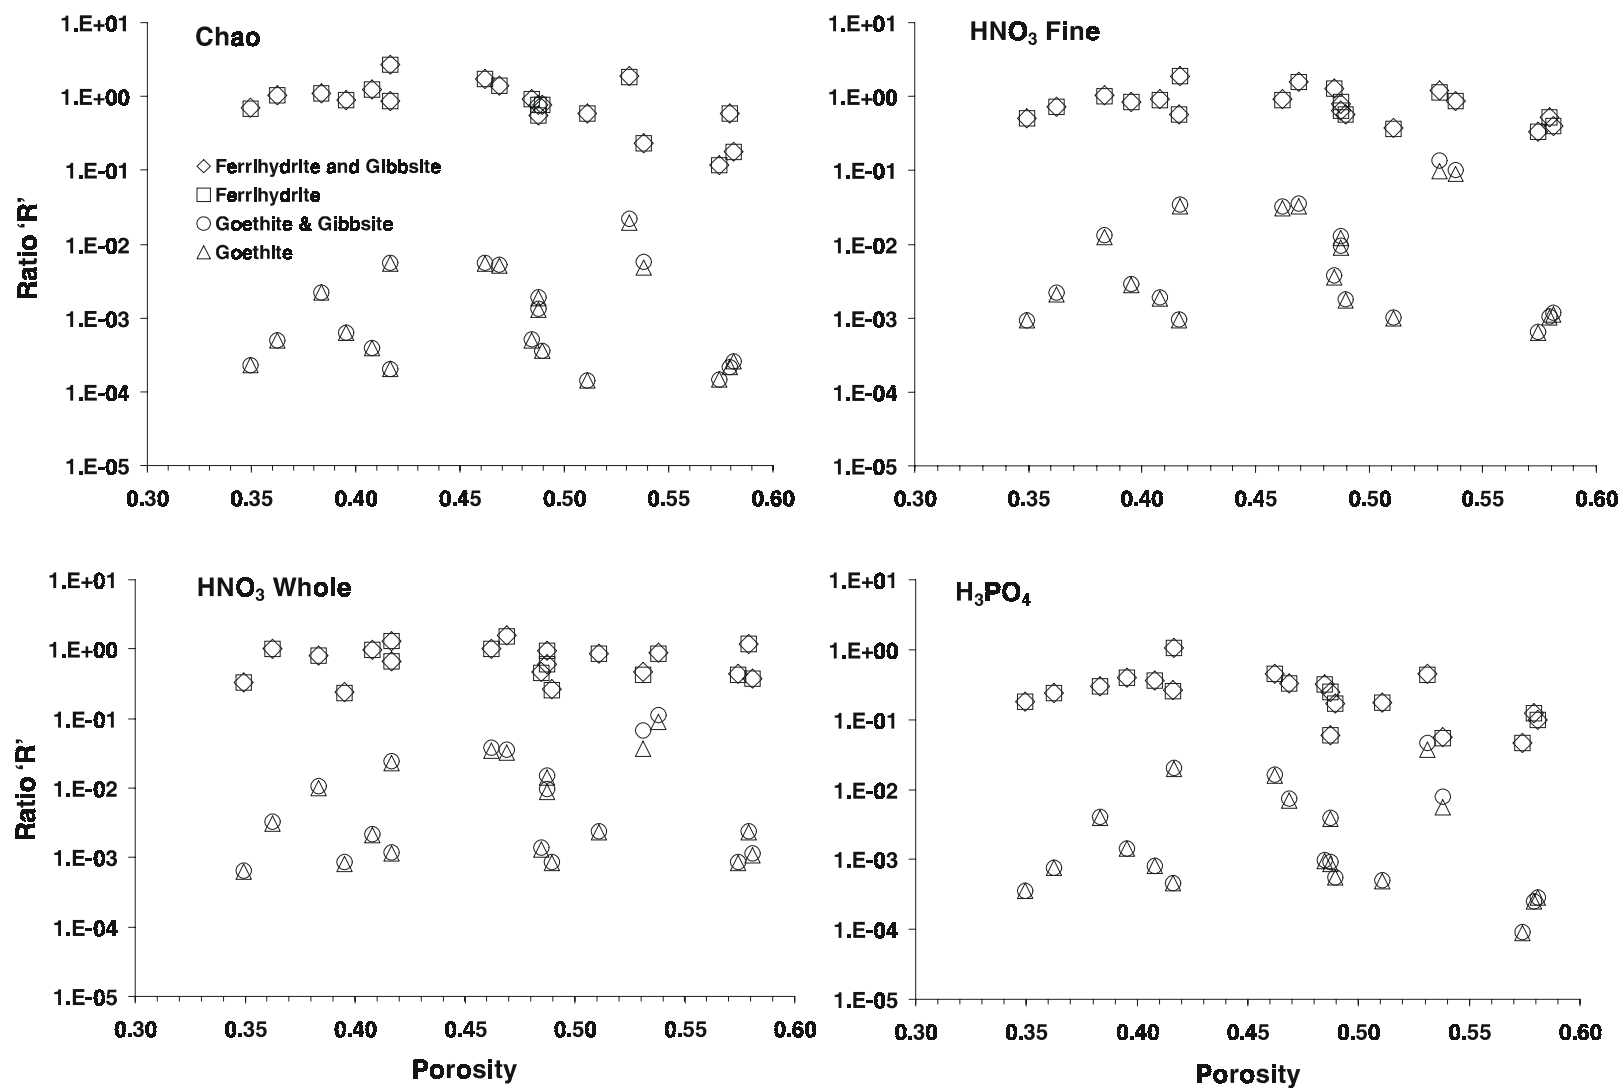 Chao
1.E+01
1.E+00
1.E-01
1.E-02
1.E-03
1.E-04
1.E-05
Ratio ‘R’
Ferrihydrite and Gibbsite
Ferrihydrite
Goethite & Gibbsite
Goethite
0.30 0.35 0.40 0.45 0.50 0.55 0.60
HNO₃ Fine
1.E+01
1.E+00
1.E-01
1.E-02
1.E-03
1.E-04
1.E-05
0.30 0.35 0.40 0.45 0.50 0.55 0.60
HNO₃ Whole
1.E+01
1.E+00
1.E-01
1.E-02
1.E-03
1.E-04
1.E-05
Ratio ‘R’
0.30 0.35 0.40 0.45 0.50 0.55 0.60
Porosity
H₃PO₄
1.E+01
1.E+00
1.E-01
1.E-02
1.E-03
1.E-04
1.E-05
0.30 0.35 0.40 0.45 0.50 0.55 0.60
Porosity